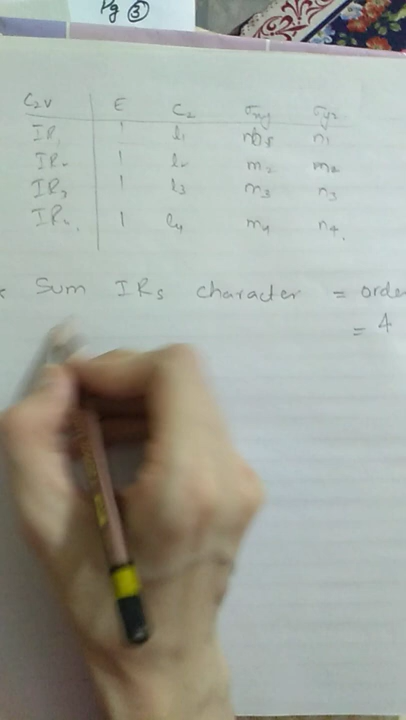 Pg ③
C2v E C2 σxy σyz
IR1 1 l1 m1 n1
IR2 1 l2 m2
IR3 1 l3 m3 n3
IR4. 1 l4 m4 n4.
Sum IRs character = order
= 4